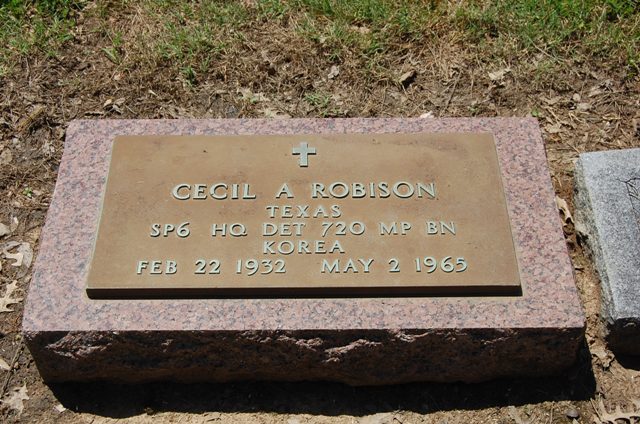 CECIL A ROBISON
TEXAS
SP6 HQ DET 720 MP BN
KOREA
FEB 22 1932 MAY 2 1965